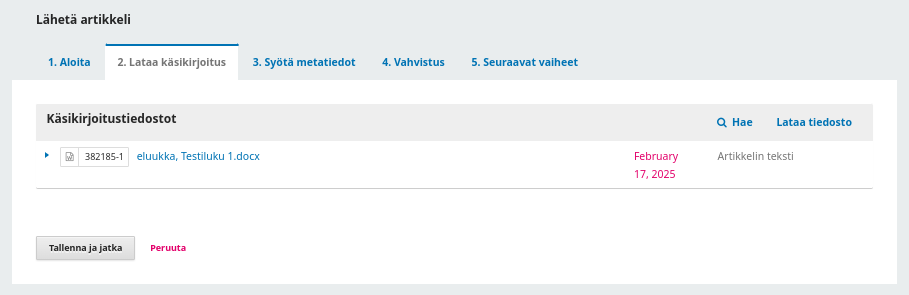 Lähetä artikkeli
1. Aloita 2. Lataa käsikirjoitus 3. Syötä metatiedot 4. Vahvistus 5. Seuraavat vaiheet
Käsikirjoitustiedostot Hae Lataa tiedosto
382185-1 eluukka, Testiluku 1.docx February Artikkelin teksti
17, 2025
Tallenna ja jatka Peruuta